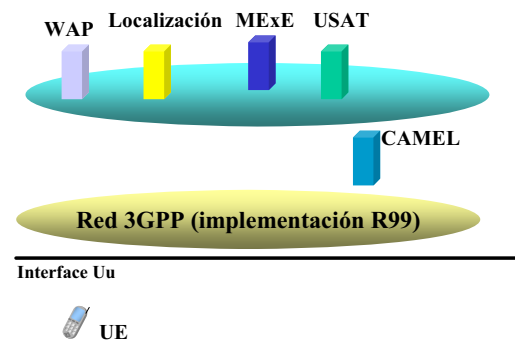 WAP Localización MExE USAT
CAMEL
Red 3GPP (implementación R99)
Interface Uu
UE